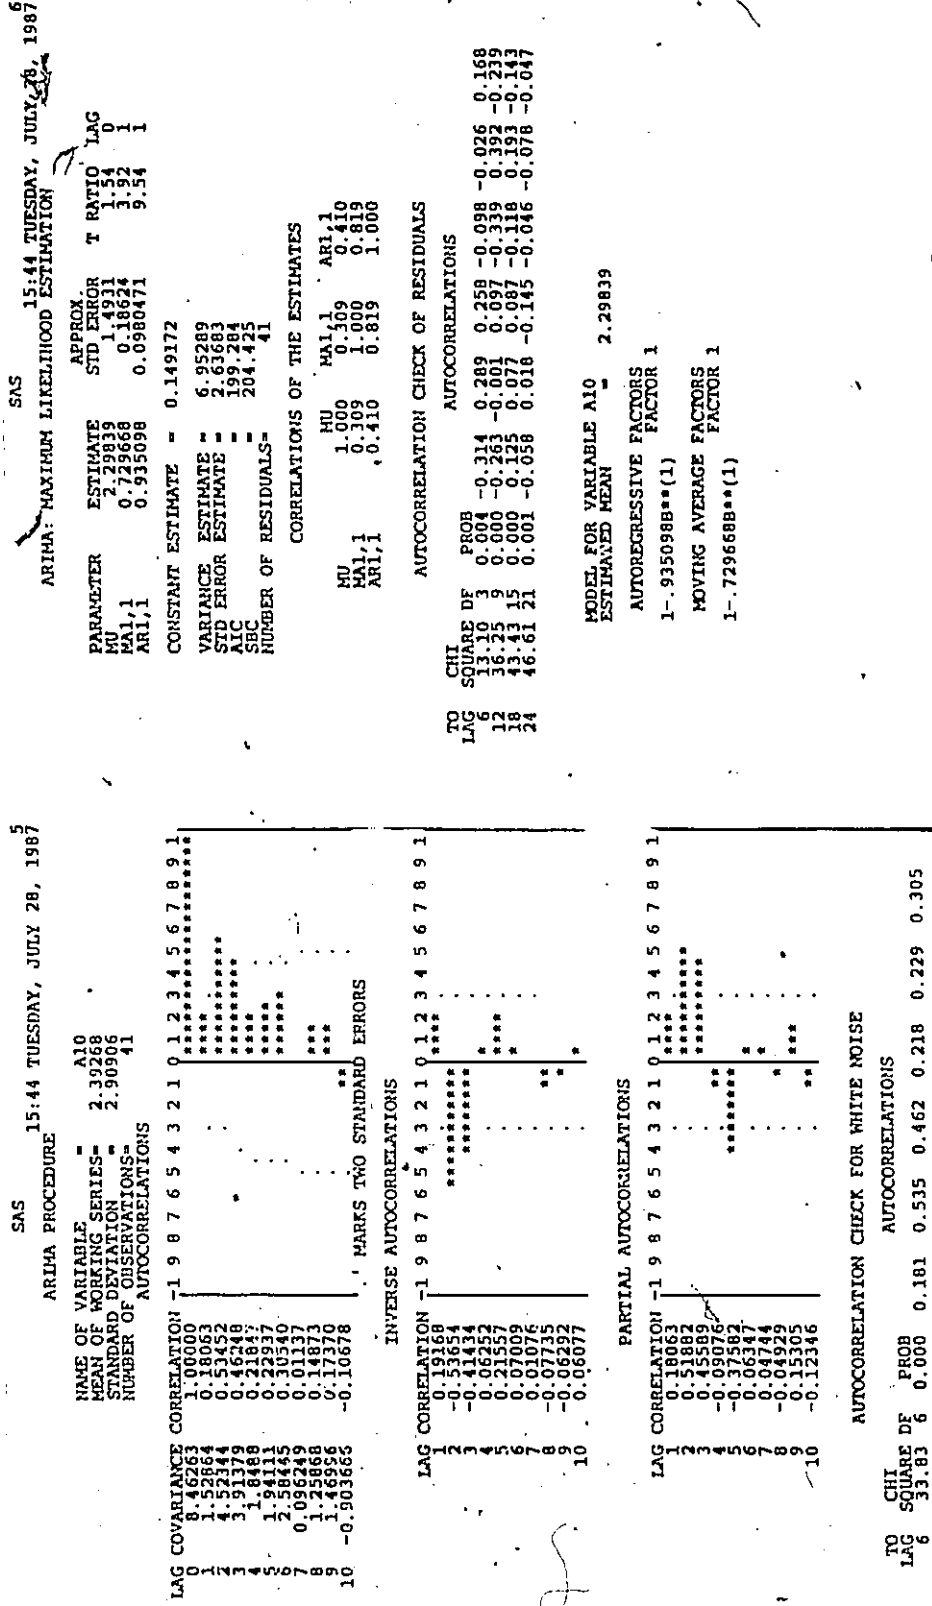 SAS 5
15:44 TUESDAY, JULY 28, 1987
ARIMA PROCEDURE
NAME OF VARIABLE = A10
MEAN OF WORKING SERIES= 2.39268
STANDARD DEVIATION = 2.90906
NUMBER OF OBSERVATIONS= 41
AUTOCORRELATIONS
LAG COVARIANCE CORRELATION -1 9 8 7 6 5 4 3 2 1 0 1 2 3 4 5 6 7 8 9 1
0 8.46263 1.00000 ********************
1 1.52864 0.18063 ****
2 4.52344 0.53452 ***********
3 3.91379 0.46248 *********
4 1.8488 0.21847 ****
5 1.94111 0.22937 *****
6 2.58445 0.30540 ******
7 0.096249 0.01137
8 1.25868 0.14873 ***
9 1.46996 0.17370 ***
10 -0.903665 -0.10678 **
'.' MARKS TWO STANDARD ERRORS
INVERSE AUTOCORRELATIONS
LAG CORRELATION -1 9 8 7 6 5 4 3 2 1 0 1 2 3 4 5 6 7 8 9 1
1 0.19168 ****
2 -0.53654 ***********
3 -0.41434 ********
4 0.06252 *
5 0.21557 ****
6 0.07009 *
7 0.01076
8 -0.07735 **
9 -0.06292 *
10 0.06077 *
PARTIAL AUTOCORRELATIONS
LAG CORRELATION -1 9 8 7 6 5 4 3 2 1 0 1 2 3 4 5 6 7 8 9 1
1 0.18063 ****
2 0.51882 **********
3 0.45589 *********
4 -0.09076 **
5 -0.37582 ********
6 0.06347 *
7 0.04744 *
8 -0.04929 *
9 0.15305 ***
10 -0.12346 **
AUTOCORRELATION CHECK FOR WHITE NOISE
TO CHI AUTOCORRELATIONS
LAG SQUARE DF PROB
6 33.83 6 0.000 0.181 0.535 0.462 0.218 0.229 0.305
SAS 6
15:44 TUESDAY, JULY 28, 1987
ARIMA: MAXIMUM LIKELIHOOD ESTIMATION
APPROX.
PARAMETER ESTIMATE STD ERROR T RATIO LAG
MU 2.29839 1.4931 1.54 0
MA1,1 0.729668 0.18624 3.92 1
AR1,1 0.935098 0.0980471 9.54 1
CONSTANT ESTIMATE = 0.149172
VARIANCE ESTIMATE = 6.95289
STD ERROR ESTIMATE = 2.63683
AIC = 199.284
SBC = 204.425
NUMBER OF RESIDUALS= 41
CORRELATIONS OF THE ESTIMATES
MU MA1,1 AR1,1
MU 1.000 0.309 0.410
MA1,1 0.309 1.000 0.819
AR1,1 0.410 0.819 1.000
AUTOCORRELATION CHECK OF RESIDUALS
TO CHI AUTOCORRELATIONS
LAG SQUARE DF PROB
6 13.10 3 0.004 -0.314 0.289 0.258 -0.098 -0.026 0.168
12 36.25 9 0.000 -0.263 -0.001 0.097 -0.339 0.392 -0.239
18 43.43 15 0.000 0.125 0.077 0.087 -0.118 0.193 -0.143
24 46.61 21 0.001 -0.058 0.018 -0.145 -0.046 -0.078 -0.047
MODEL FOR VARIABLE A10
ESTIMATED MEAN = 2.29839
AUTOREGRESSIVE FACTORS
FACTOR 1
1-.935098B**(1)
MOVING AVERAGE FACTORS
FACTOR 1
1-.729668B**(1)